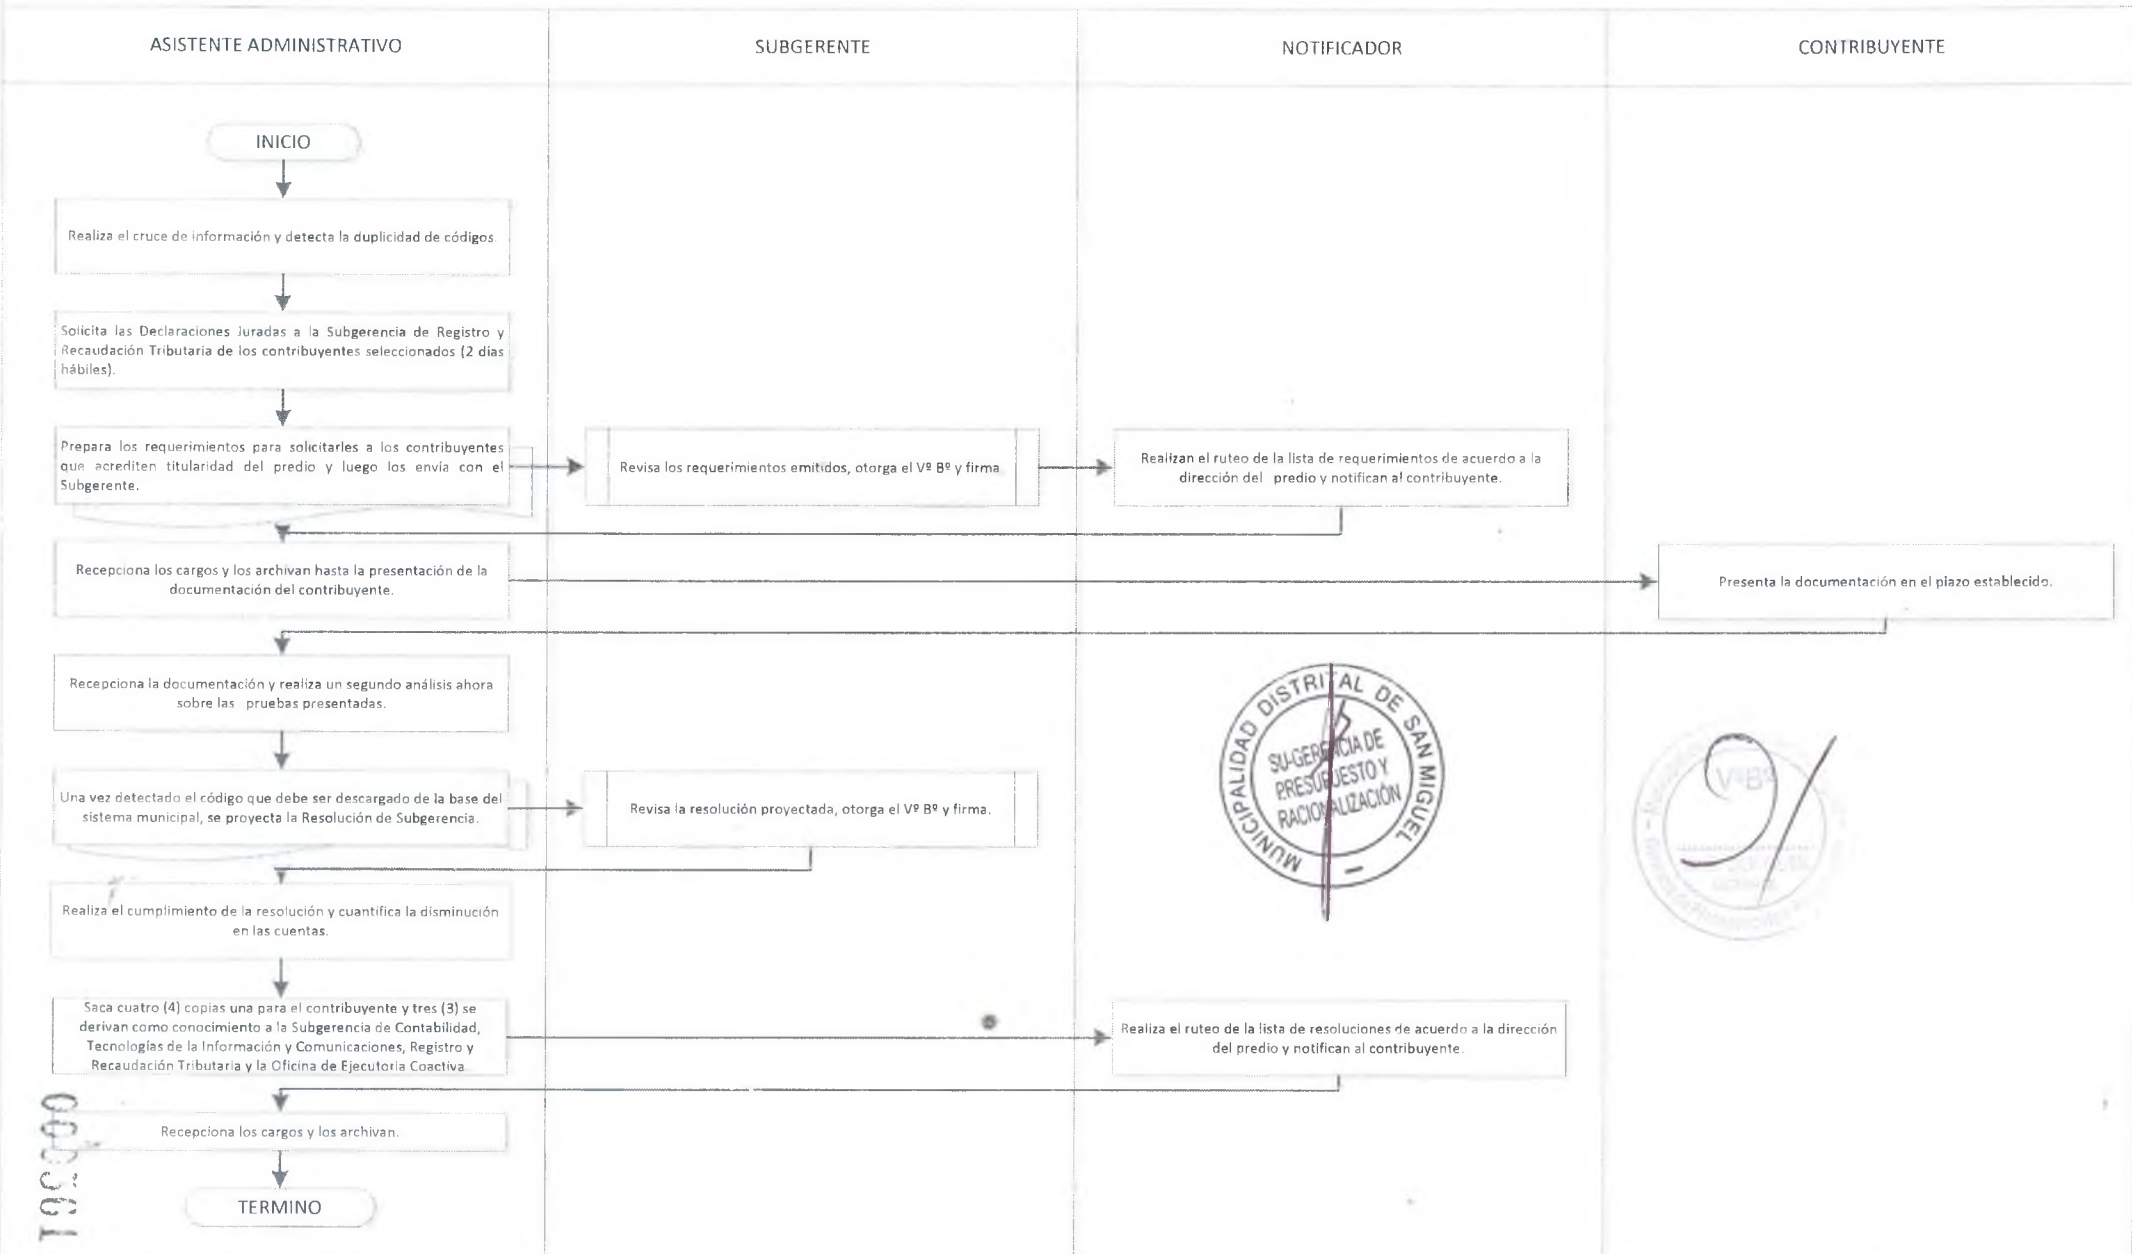 ASISTENTE ADMINISTRATIVO
SUBGERENTE
NOTIFICADOR
CONTRIBUYENTE
INICIO
Realiza el cruce de información y detecta la duplicidad de códigos.
Solicita las Declaraciones Juradas a la Subgerencia de Registro y
Recaudación Tributaria de los contribuyentes seleccionados (2 días
hábiles).
Prepara los requerimientos para solicitarles a los contribuyentes
que acrediten titularidad del predio y luego los envía con el
Subgerente.
Revisa los requerimientos emitidos, otorga el Vº Bº y firma
Realizan el ruteo de la lista de requerimientos de acuerdo a la
dirección del predio y notifican al contribuyente.
Recepciona los cargos y los archivan hasta la presentación de la
documentación del contribuyente.
Presenta la documentación en el plazo establecido.
Recepciona la documentación y realiza un segundo análisis ahora
sobre las pruebas presentadas.
Una vez detectado el código que debe ser descargado de la base del
sistema municipal, se proyecta la Resolución de Subgerencia.
Revisa la resolución proyectada, otorga el Vº Bº y firma.
MUNICIPALIDAD DISTRITAL DE SAN MIGUEL
SU-GERENCIA DE
PRESUPUESTO Y
RACIONALIZACIÓN
VºBº
Realiza el cumplimiento de la resolución y cuantifica la disminución
en las cuentas.
Saca cuatro (4) copias una para el contribuyente y tres (3) se
derivan como conocimiento a la Subgerencia de Contabilidad,
Tecnologías de la Información y Comunicaciones, Registro y
Recaudación Tributaria y la Oficina de Ejecutoria Coactiva
Realiza el ruteo de la lista de resoluciones de acuerdo a la dirección
del predio y notifican al contribuyente.
Recepciona los cargos y los archivan.
TERMINO